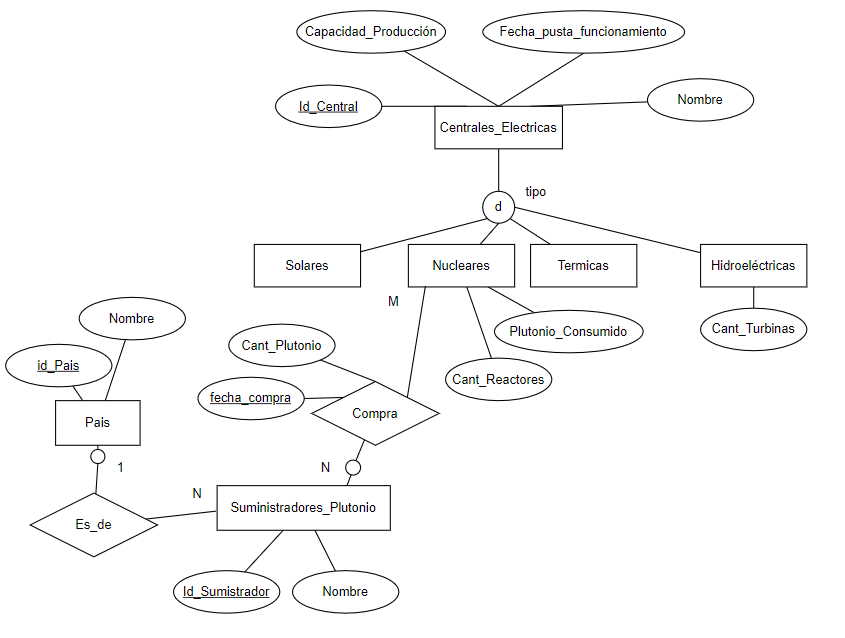 Capacidad_Producción
Fecha_pusta_funcionamiento
Id_Central
Nombre
Centrales_Electricas
tipo
d
Solares
Nucleares
Termicas
Hidroeléctricas
M
Nombre
Plutonio_Consumido
Cant_Turbinas
Cant_Plutonio
id_Pais
Cant_Reactores
fecha_compra
Pais
Compra
1
N
N
Suministradores_Plutonio
Es_de
Id_Sumistrador
Nombre